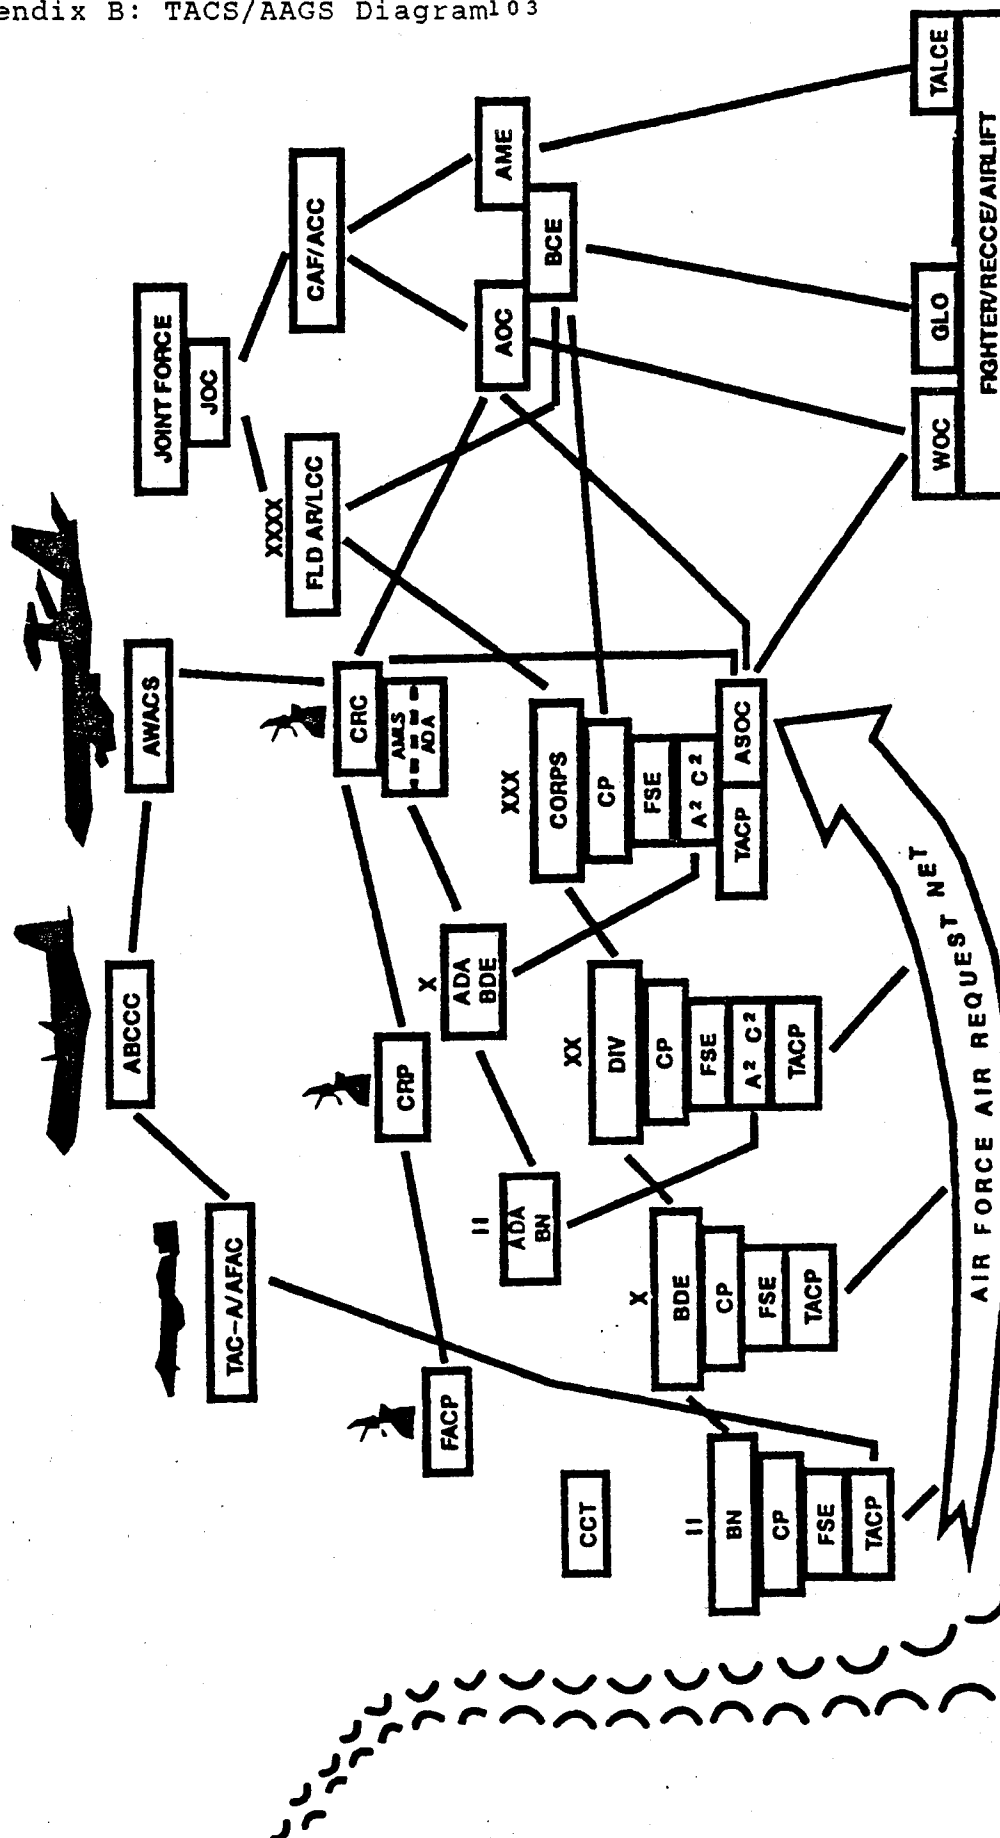 endix B: TACS/AAGS Diagram103
JOINT FORCE
JOC
CAF/ACC
XXXX
FLD AR/LCC
AME
BCE
AOC
TALCE
GLO
WOC
FIGHTER/RECCE/AIRLIFT
AWACS
ABCCC
TAC-A/AFAC
CRC
AMLS
ADA
CRP
FACP
X
ADA
BDE
II
ADA
BN
CCT
XXX
CORPS
CP
FSE
A² C²
TACP
ASOC
XX
DIV
CP
FSE
A² C²
TACP
X
BDE
CP
FSE
TACP
II
BN
CP
FSE
TACP
AIR FORCE AIR REQUEST NET